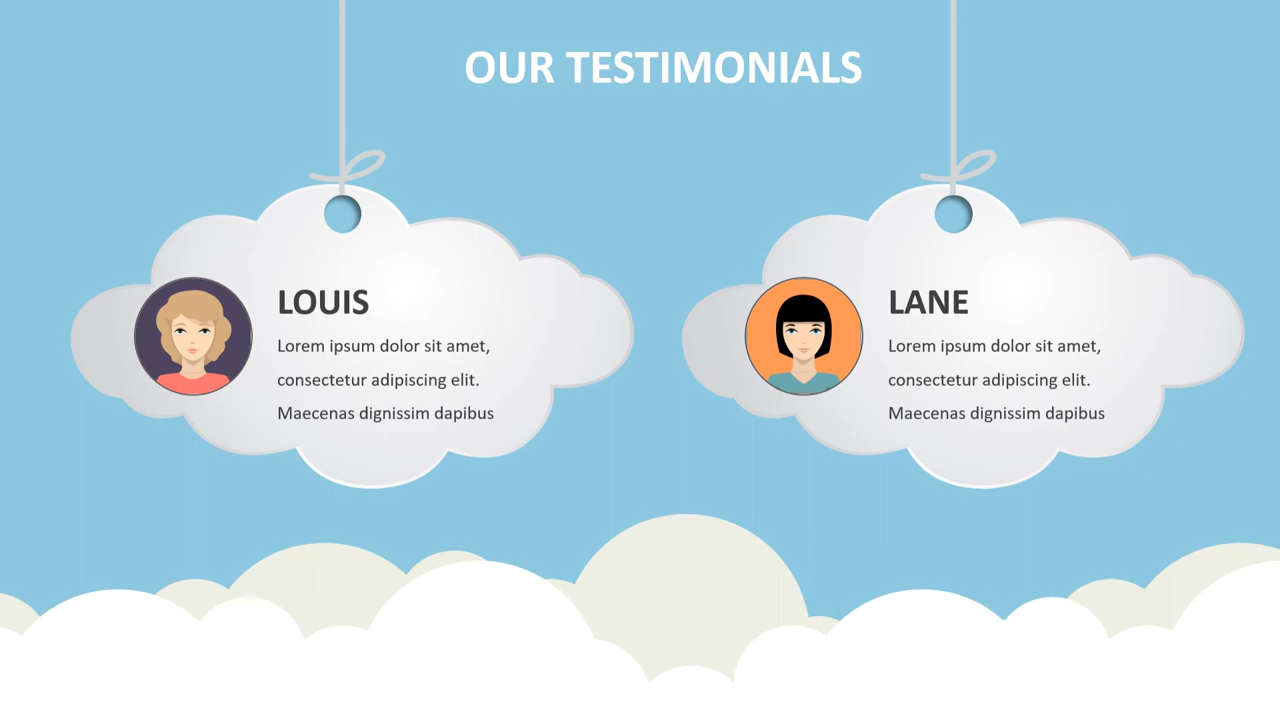 OUR TESTIMONIALS
LOUIS
Lorem ipsum dolor sit amet,
consectetur adipiscing elit.
Maecenas dignissim dapibus
LANE
Lorem ipsum dolor sit amet,
consectetur adipiscing elit.
Maecenas dignissim dapibus